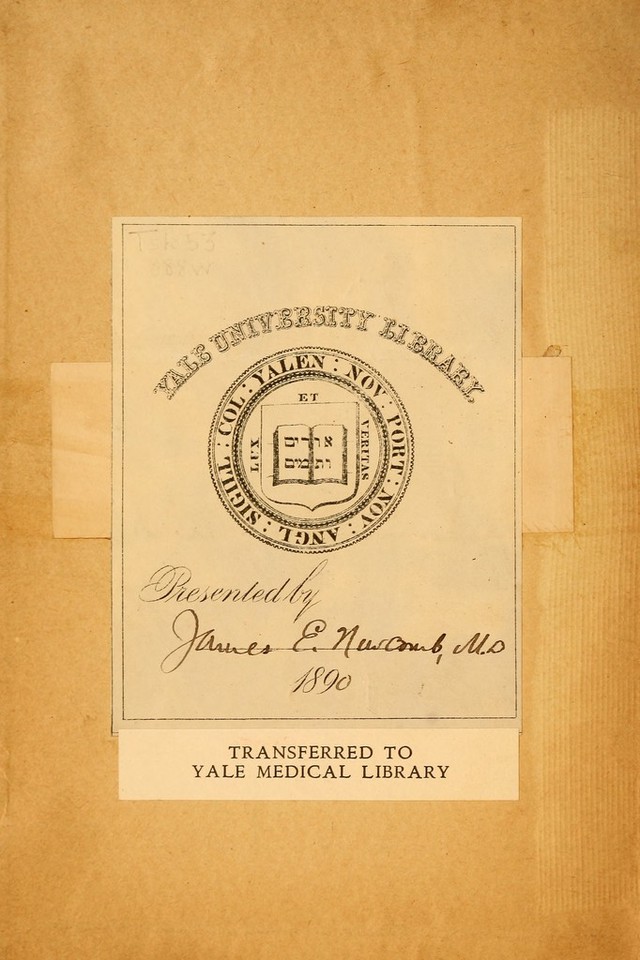 YALE UNIVERSITY LIBRARY
SIGILL : COL : YALEN : NOV : PORT : NOV : ANGL :
ET
LUX
VERITAS
אורים
ותמים
Presented by
James E. Newcomb, M.D
1890
TRANSFERRED TO
YALE MEDICAL LIBRARY